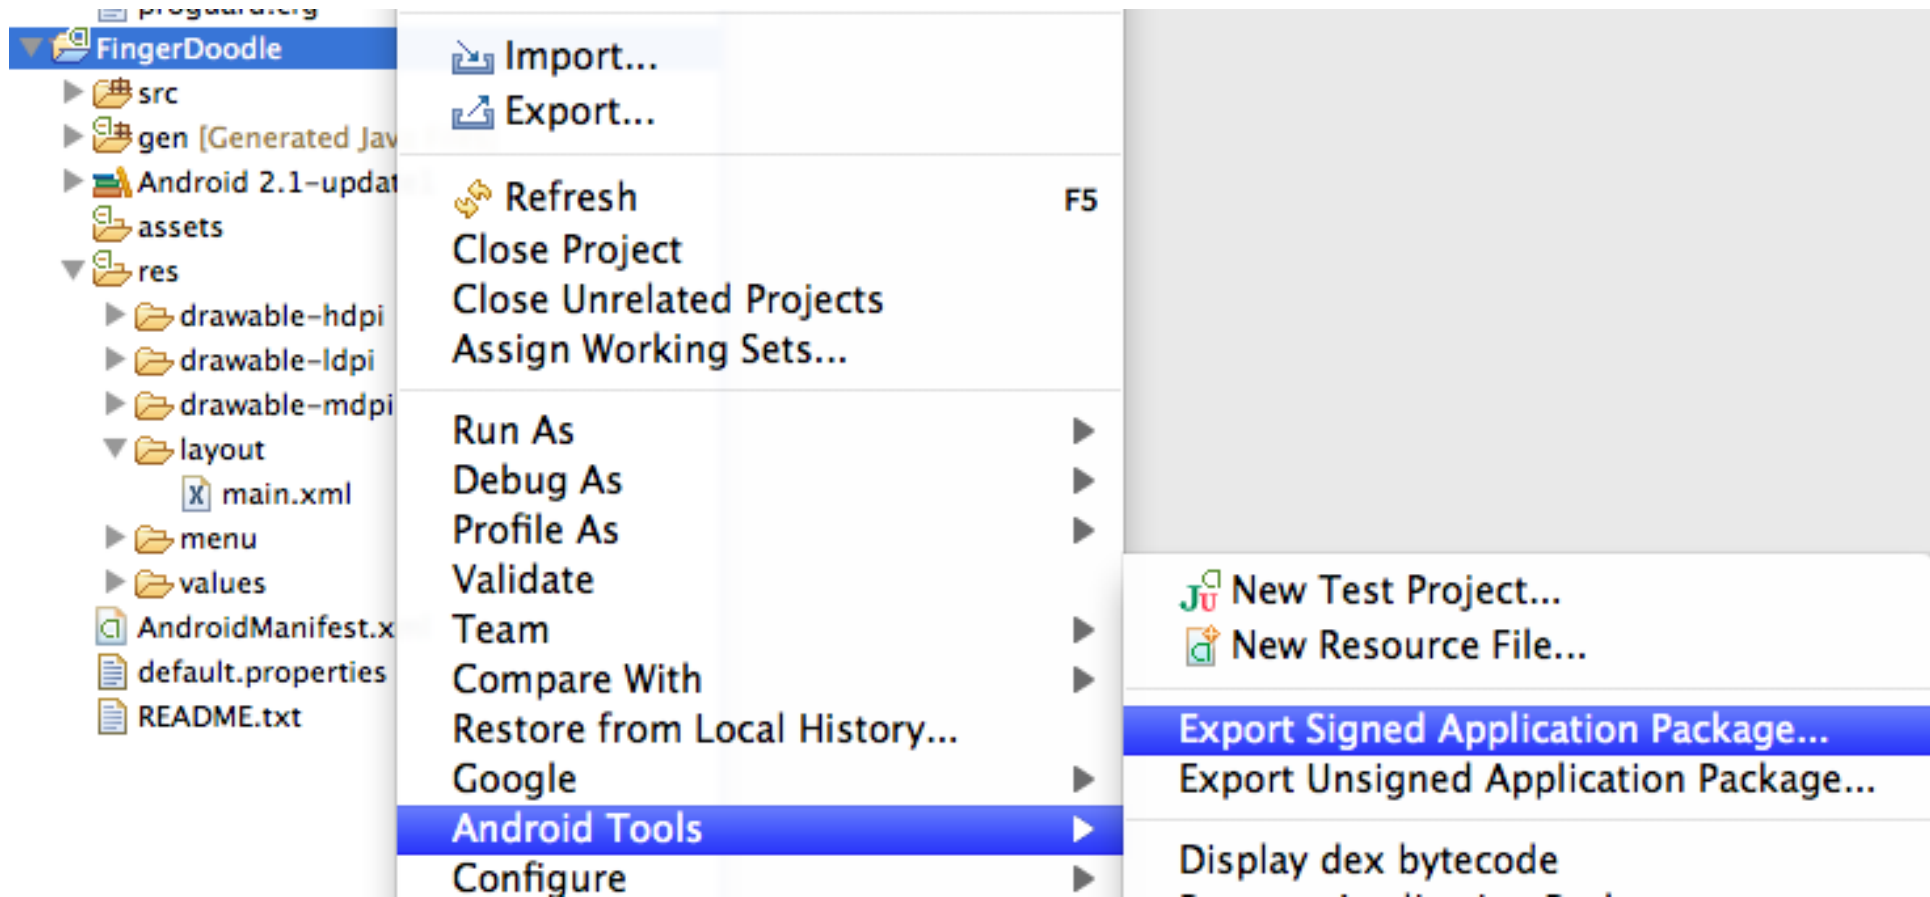 proguard.cfg
FingerDoodle
src
gen [Generated Jav
Android 2.1-updat
assets
res
drawable-hdpi
drawable-ldpi
drawable-mdpi
layout
main.xml
menu
values
AndroidManifest.x
default.properties
README.txt
Import...
Export...
Refresh F5
Close Project
Close Unrelated Projects
Assign Working Sets...
Run As
Debug As
Profile As
Validate
Team
Compare With
Restore from Local History...
Google
Android Tools
Configure
New Test Project...
New Resource File...
Export Signed Application Package...
Export Unsigned Application Package...
Display dex bytecode